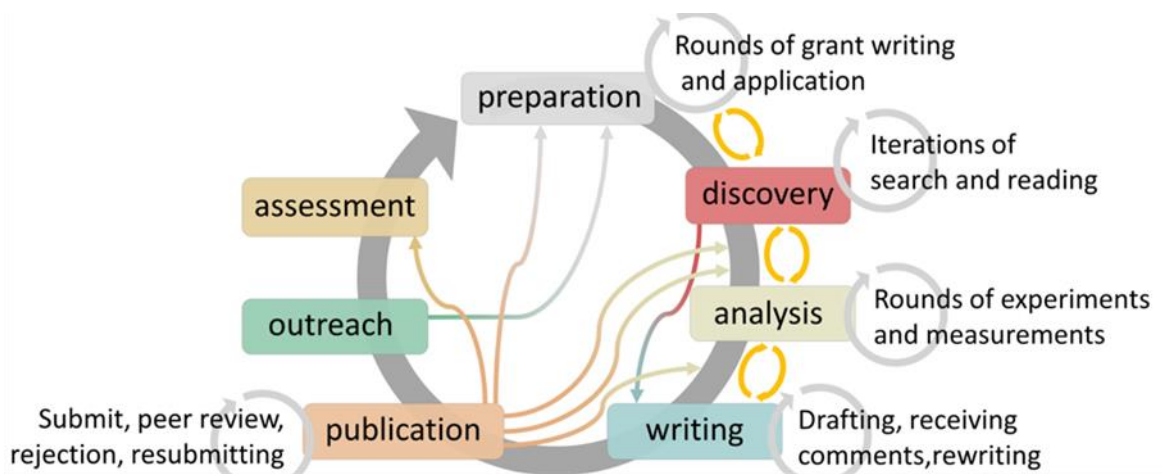 Rounds of grant writing
and application
preparation
Iterations of
search and reading
discovery
assessment
Rounds of experiments
and measurements
analysis
outreach
Submit, peer review,
rejection, resubmitting
publication
writing
Drafting, receiving
comments,rewriting